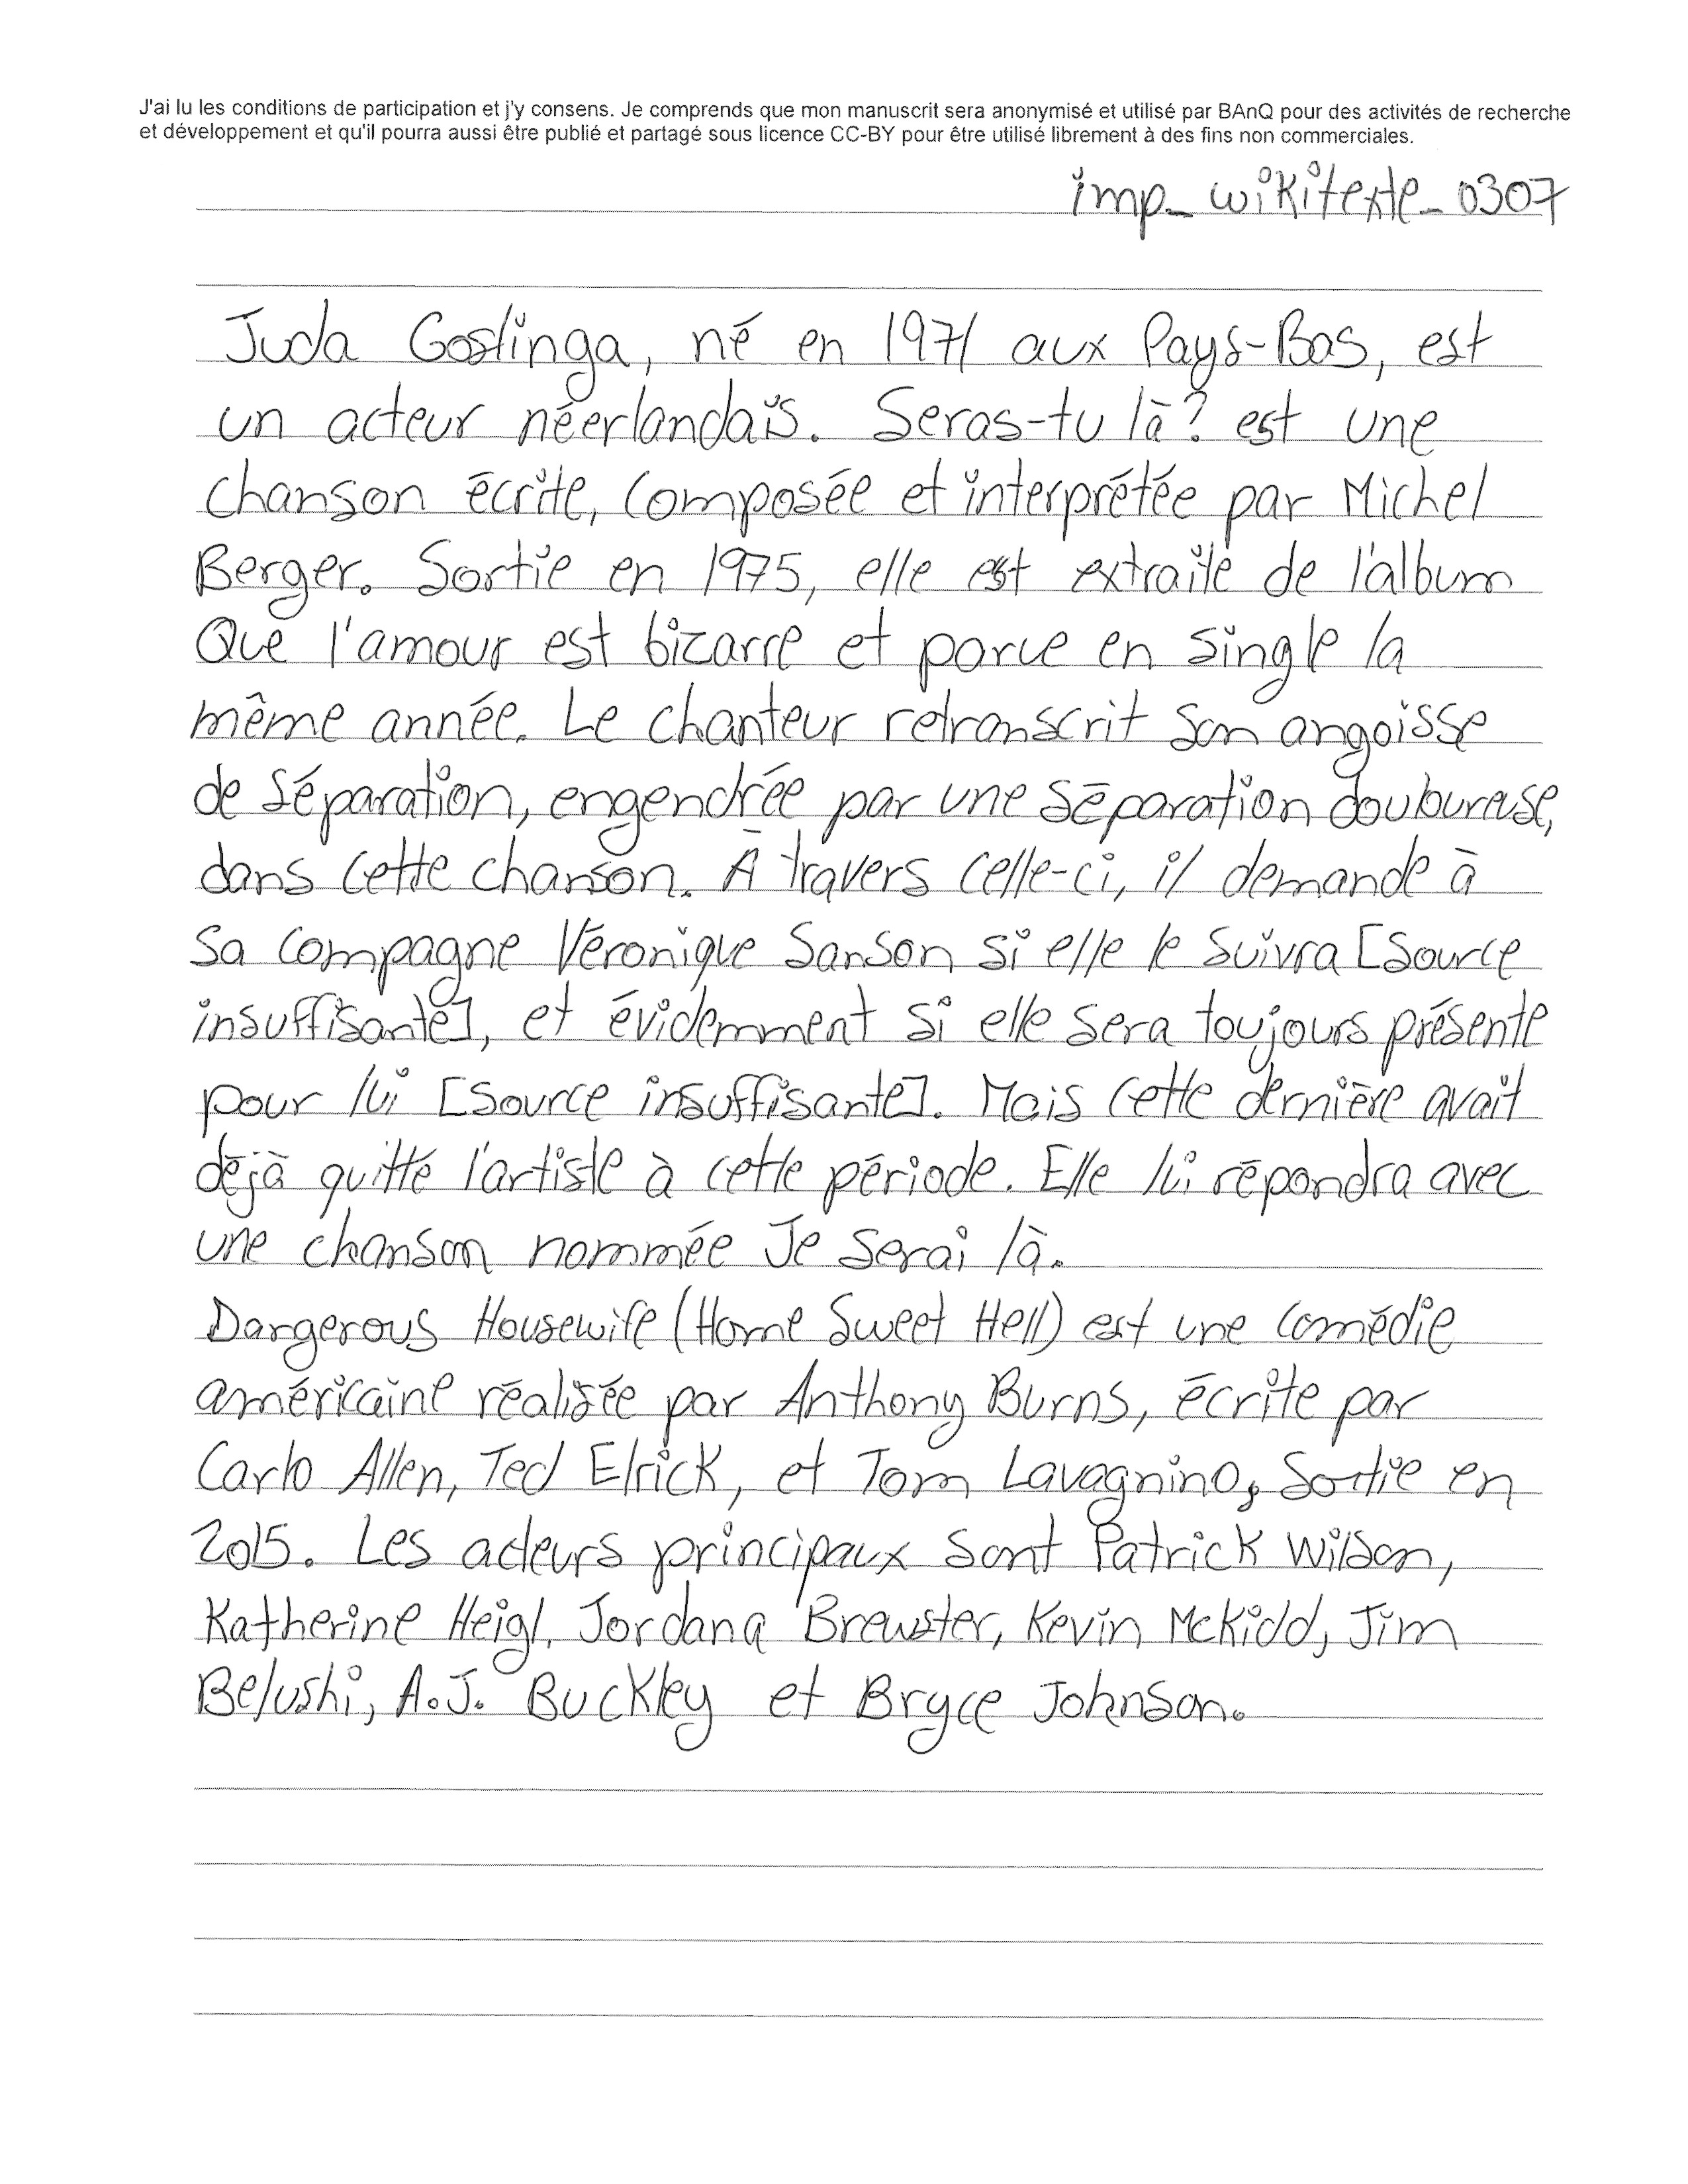 J'ai lu les conditions de participation et j'y consens. Je comprends que mon manuscrit sera anonymisé et utilisé par BAnQ pour des activités de recherche
et développement et qu'il pourra aussi être publié et partagé sous licence CC-BY pour être utilisé librement à des fins non commerciales.
imp_wikitexte_0307
Juda Goslinga, né en 1971 aux Pays-Bas, est
un acteur néerlandais. Seras-tu là? est une
chanson écrite, composée et interprétée par Michel
Berger. Sortie en 1975, elle est extraite de l'album
Que l'amour est bizarre et parue en single la
même année. Le chanteur retranscrit son angoisse
de séparation, engendrée par une séparation douloureuse,
dans cette chanson. À travers celle-ci, il demande à
sa compagne Véronique Sanson si elle le suivra [source
insuffisante], et évidemment si elle sera toujours présente
pour lui [source insuffisante]. Mais cette dernière avait
déjà quitté l'artiste à cette période. Elle lui répondra avec
une chanson nommée Je serai là.
Dangerous Housewife (Home Sweet Hell) est une comédie
américaine réalisée par Anthony Burns, écrite par
Carlo Allen, Ted Elrick, et Tom Lavagnino, sortie en
2015. Les acteurs principaux sont Patrick Wilson,
Katherine Heigl, Jordana Brewster, Kevin McKidd, Jim
Belushi, A.J. Buckley et Bryce Johnson.